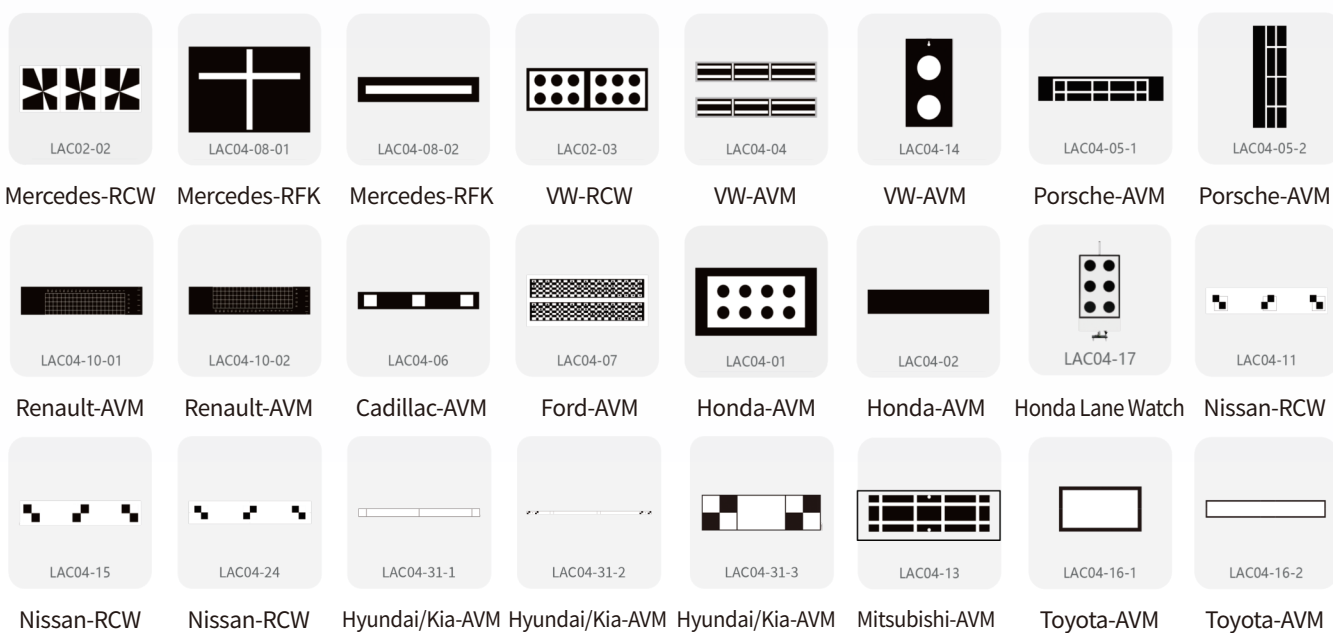 LAC02-02 LAC04-08-01 LAC04-08-02 LAC02-03 LAC04-04 LAC04-14 LAC04-05-1 LAC04-05-2
Mercedes-RCW Mercedes-RFK Mercedes-RFK VW-RCW VW-AVM VW-AVM Porsche-AVM Porsche-AVM
LAC04-10-01 LAC04-10-02 LAC04-06 LAC04-07 LAC04-01 LAC04-02 LAC04-17 LAC04-11
Renault-AVM Renault-AVM Cadillac-AVM Ford-AVM Honda-AVM Honda-AVM Honda Lane Watch Nissan-RCW
LAC04-15 LAC04-24 LAC04-31-1 LAC04-31-2 LAC04-31-3 LAC04-13 LAC04-16-1 LAC04-16-2
Nissan-RCW Nissan-RCW Hyundai/Kia-AVM Hyundai/Kia-AVM Hyundai/Kia-AVM Mitsubishi-AVM Toyota-AVM Toyota-AVM